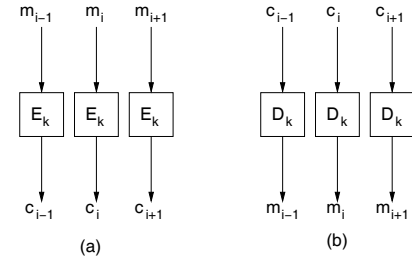 m_{i−1} m_i m_{i+1} c_{i−1} c_i c_{i+1}
E_k E_k E_k D_k D_k D_k
c_{i−1} c_i c_{i+1} m_{i−1} m_i m_{i+1}
(a) (b)